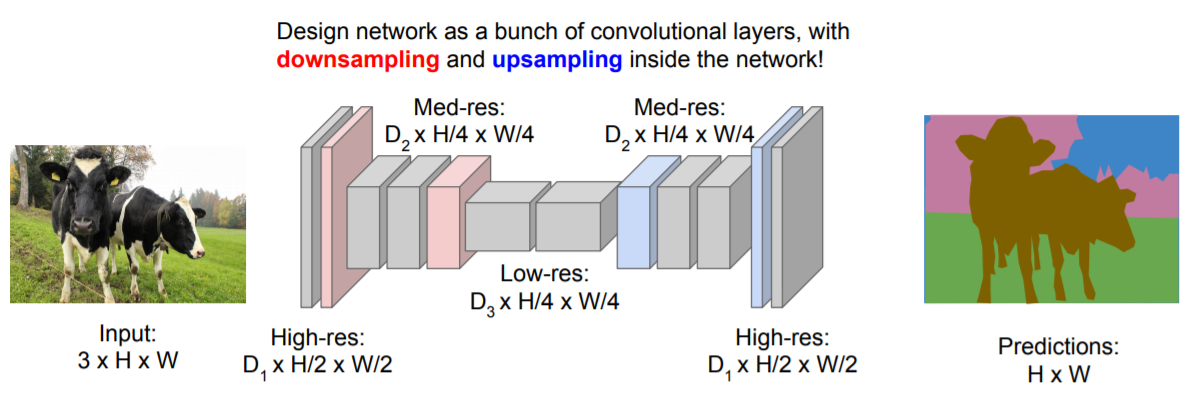 Design network as a bunch of convolutional layers, with
downsampling and upsampling inside the network!
Med-res:
D₂ x H/4 x W/4
Med-res:
D₂ x H/4 x W/4
Low-res:
D₃ x H/4 x W/4
Input:
3 x H x W
High-res:
D₁ x H/2 x W/2
High-res:
D₁ x H/2 x W/2
Predictions:
H x W